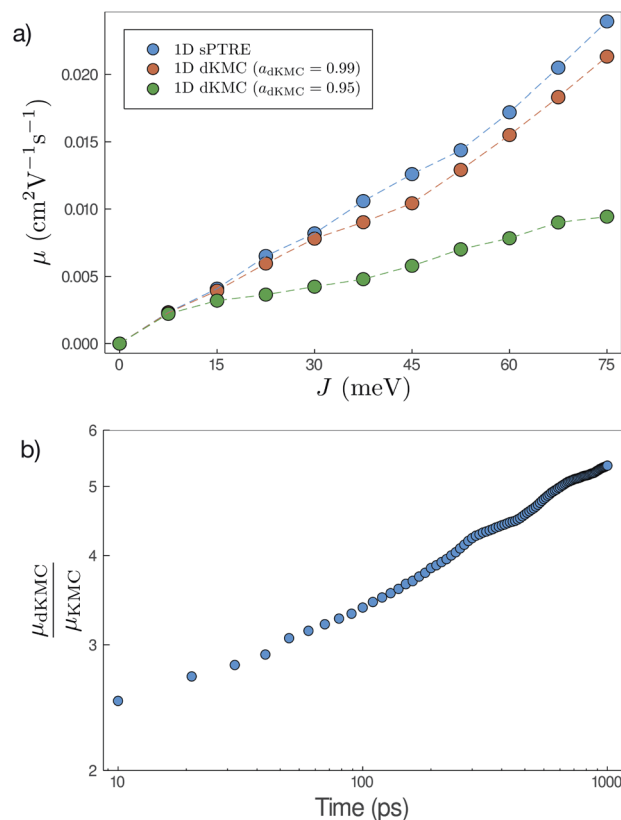 a)
1D sPTRE
1D dKMC (a_dKMC = 0.99)
1D dKMC (a_dKMC = 0.95)
μ (cm²V⁻¹s⁻¹)
0.020
0.015
0.010
0.005
0.000
0 15 30 45 60 75
J (meV)
b)
μ_dKMC
μ_KMC
6
5
4
3
2
10 100 1000
Time (ps)